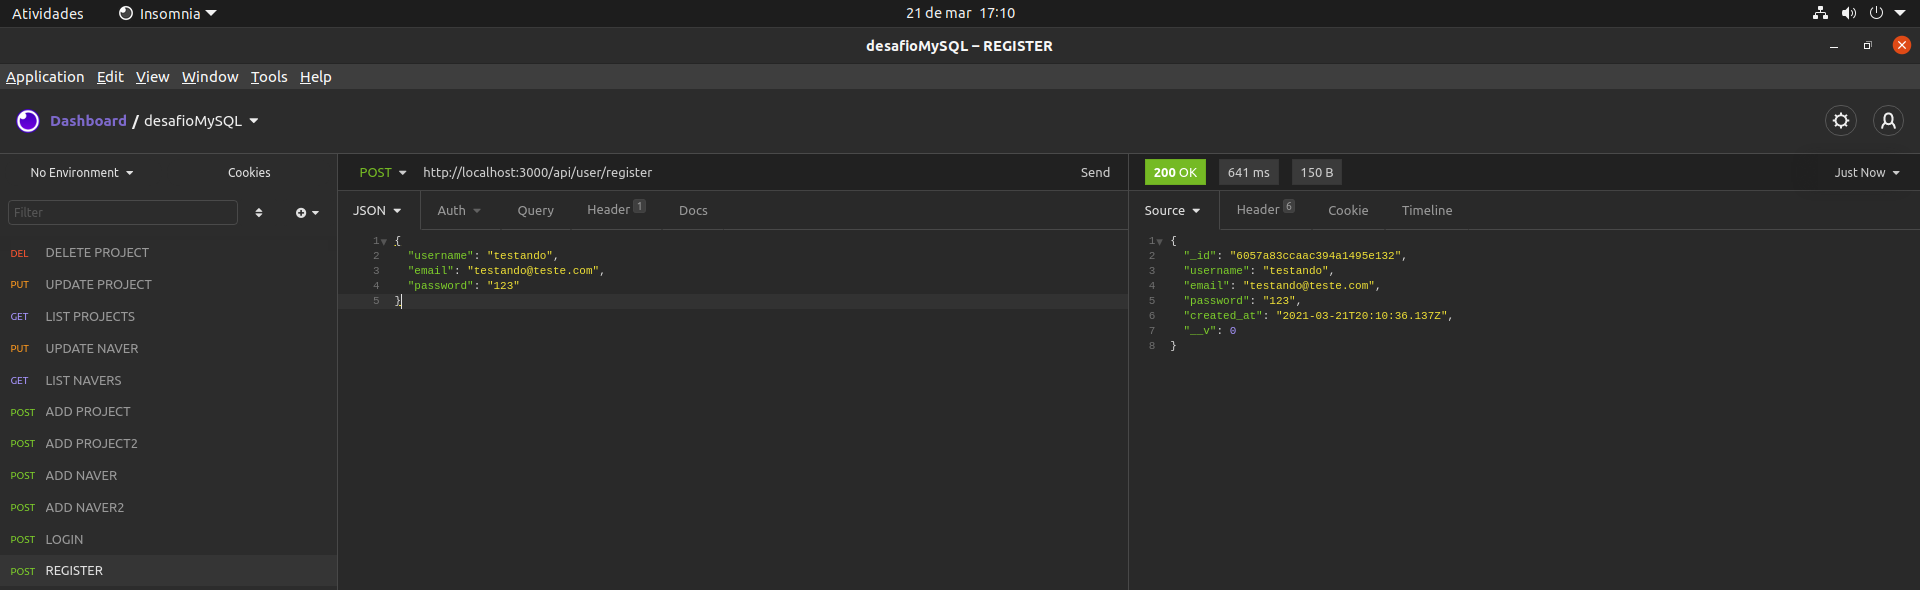 Atividades Insomnia 21 de mar 17:10
desafioMySQL – REGISTER
Application Edit View Window Tools Help
Dashboard / desafioMySQL
No Environment Cookies
POST http://localhost:3000/api/user/register Send
200 OK 641 ms 150 B Just Now
Filter
JSON Auth Query Header 1 Docs
Source Header 6 Cookie Timeline
DEL DELETE PROJECT
PUT UPDATE PROJECT
GET LIST PROJECTS
PUT UPDATE NAVER
GET LIST NAVERS
POST ADD PROJECT
POST ADD PROJECT2
POST ADD NAVER
POST ADD NAVER2
POST LOGIN
POST REGISTER
1 {
2 "username": "testando",
3 "email": "testando@teste.com",
4 "password": "123"
5 }
1 {
2 "_id": "6057a83ccaac394a1495e132",
3 "username": "testando",
4 "email": "testando@teste.com",
5 "password": "123",
6 "created_at": "2021-03-21T20:10:36.137Z",
7 "__v": 0
8 }